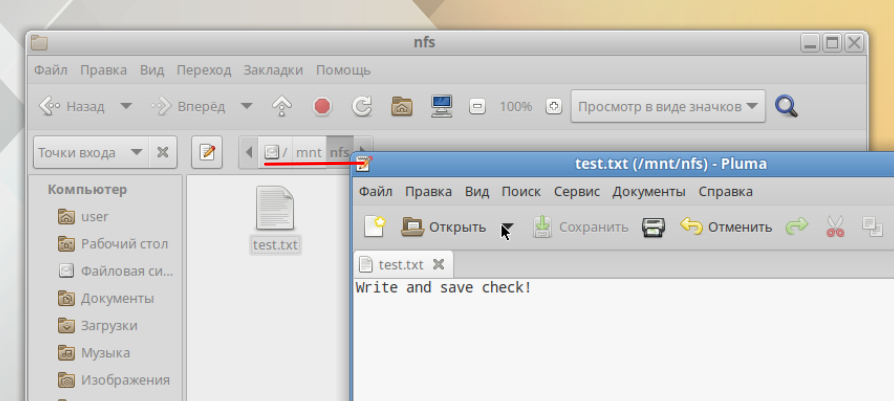 nfs
Файл Правка Вид Переход Закладки Помощь
Назад Вперёд 100% Просмотр в виде значков
Точки входа / mnt nfs
test.txt (/mnt/nfs) - Pluma
Файл Правка Вид Поиск Сервис Документы Справка
Открыть Сохранить Отменить
test.txt
Write and save check!
Компьютер
user
Рабочий стол
Файловая си...
Документы
Загрузки
Музыка
Изображения
test.txt